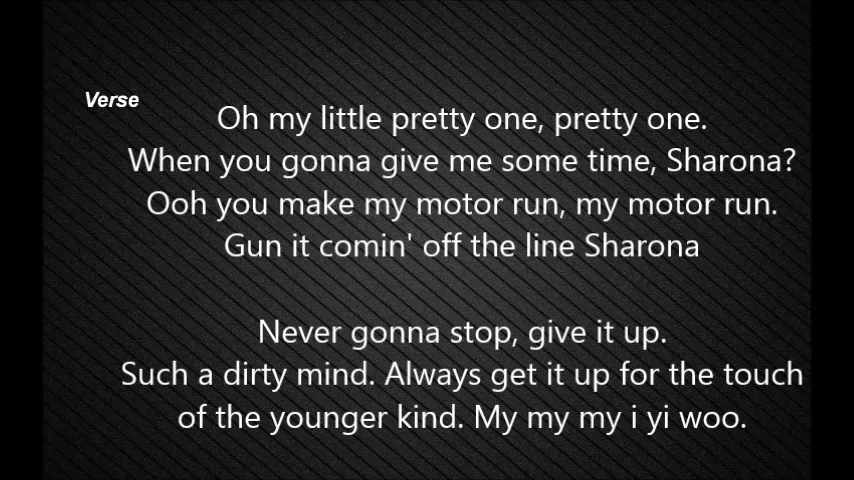 Verse
Oh my little pretty one, pretty one.
When you gonna give me some time, Sharona?
Ooh you make my motor run, my motor run.
Gun it comin' off the line Sharona
Never gonna stop, give it up.
Such a dirty mind. Always get it up for the touch
of the younger kind. My my my i yi woo.